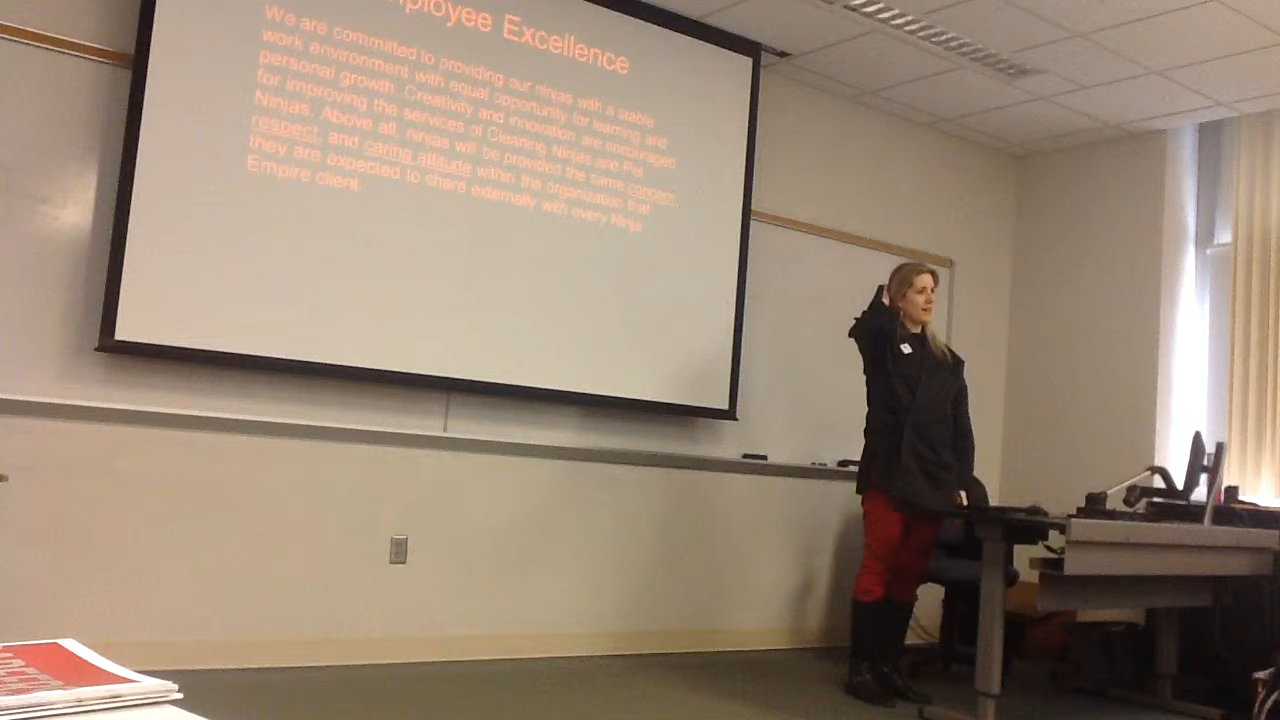 ployee Excellence
We are committed to providing our ninjas with a stable
work environment with equal opportunity for learning and
personal growth. Creativity and innovation are encouraged
for improving the services of Cleaning Ninjas and Pet
Ninjas. Above all, ninjas will be provided the same concern,
respect, and caring attitude within the organization that
they are expected to share externally with every Ninja
Empire client.